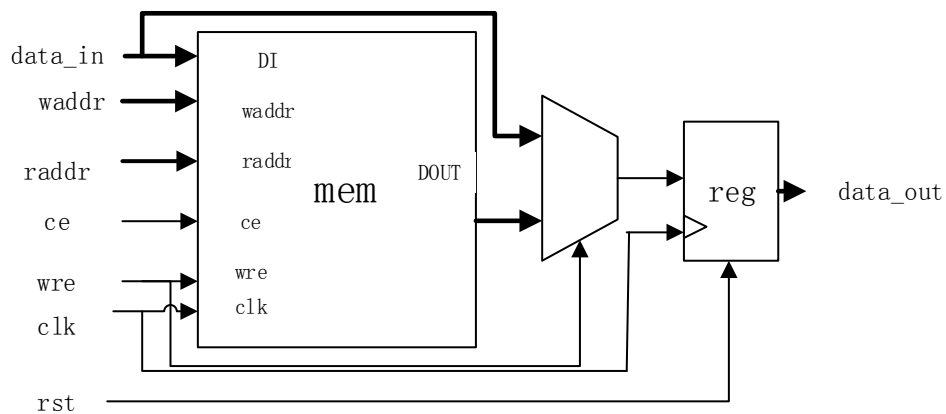 data_in
DI
waddr
waddr
raddr
raddr
DOUT
mem
reg
data_out
ce
ce
wre
wre
clk
clk
rst